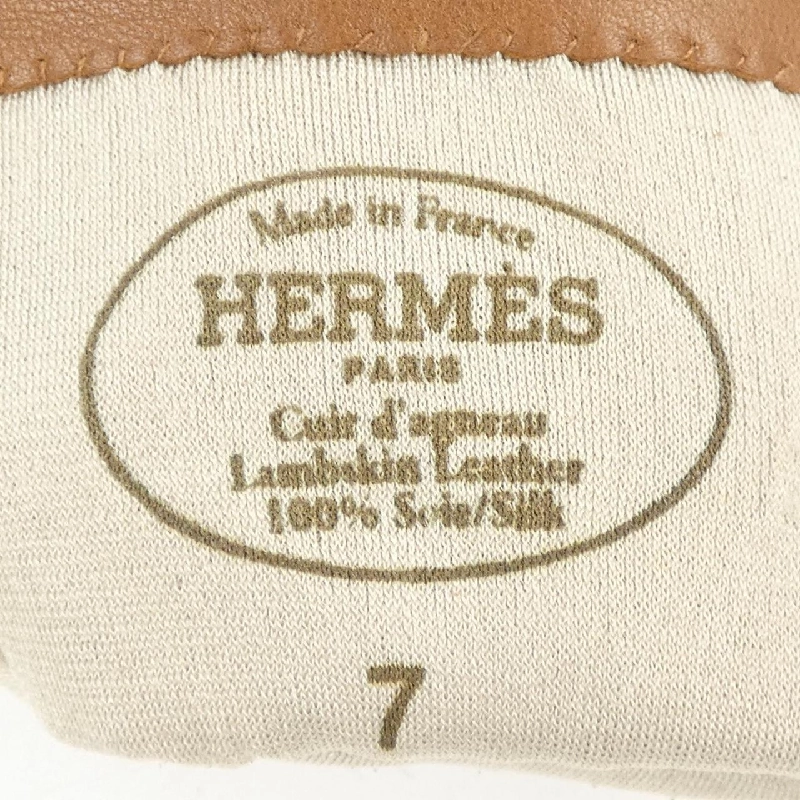 Made in France
HERMÈS
PARIS
Cuir d'agneau
Lambskin Leather
100% Soie/Silk
7